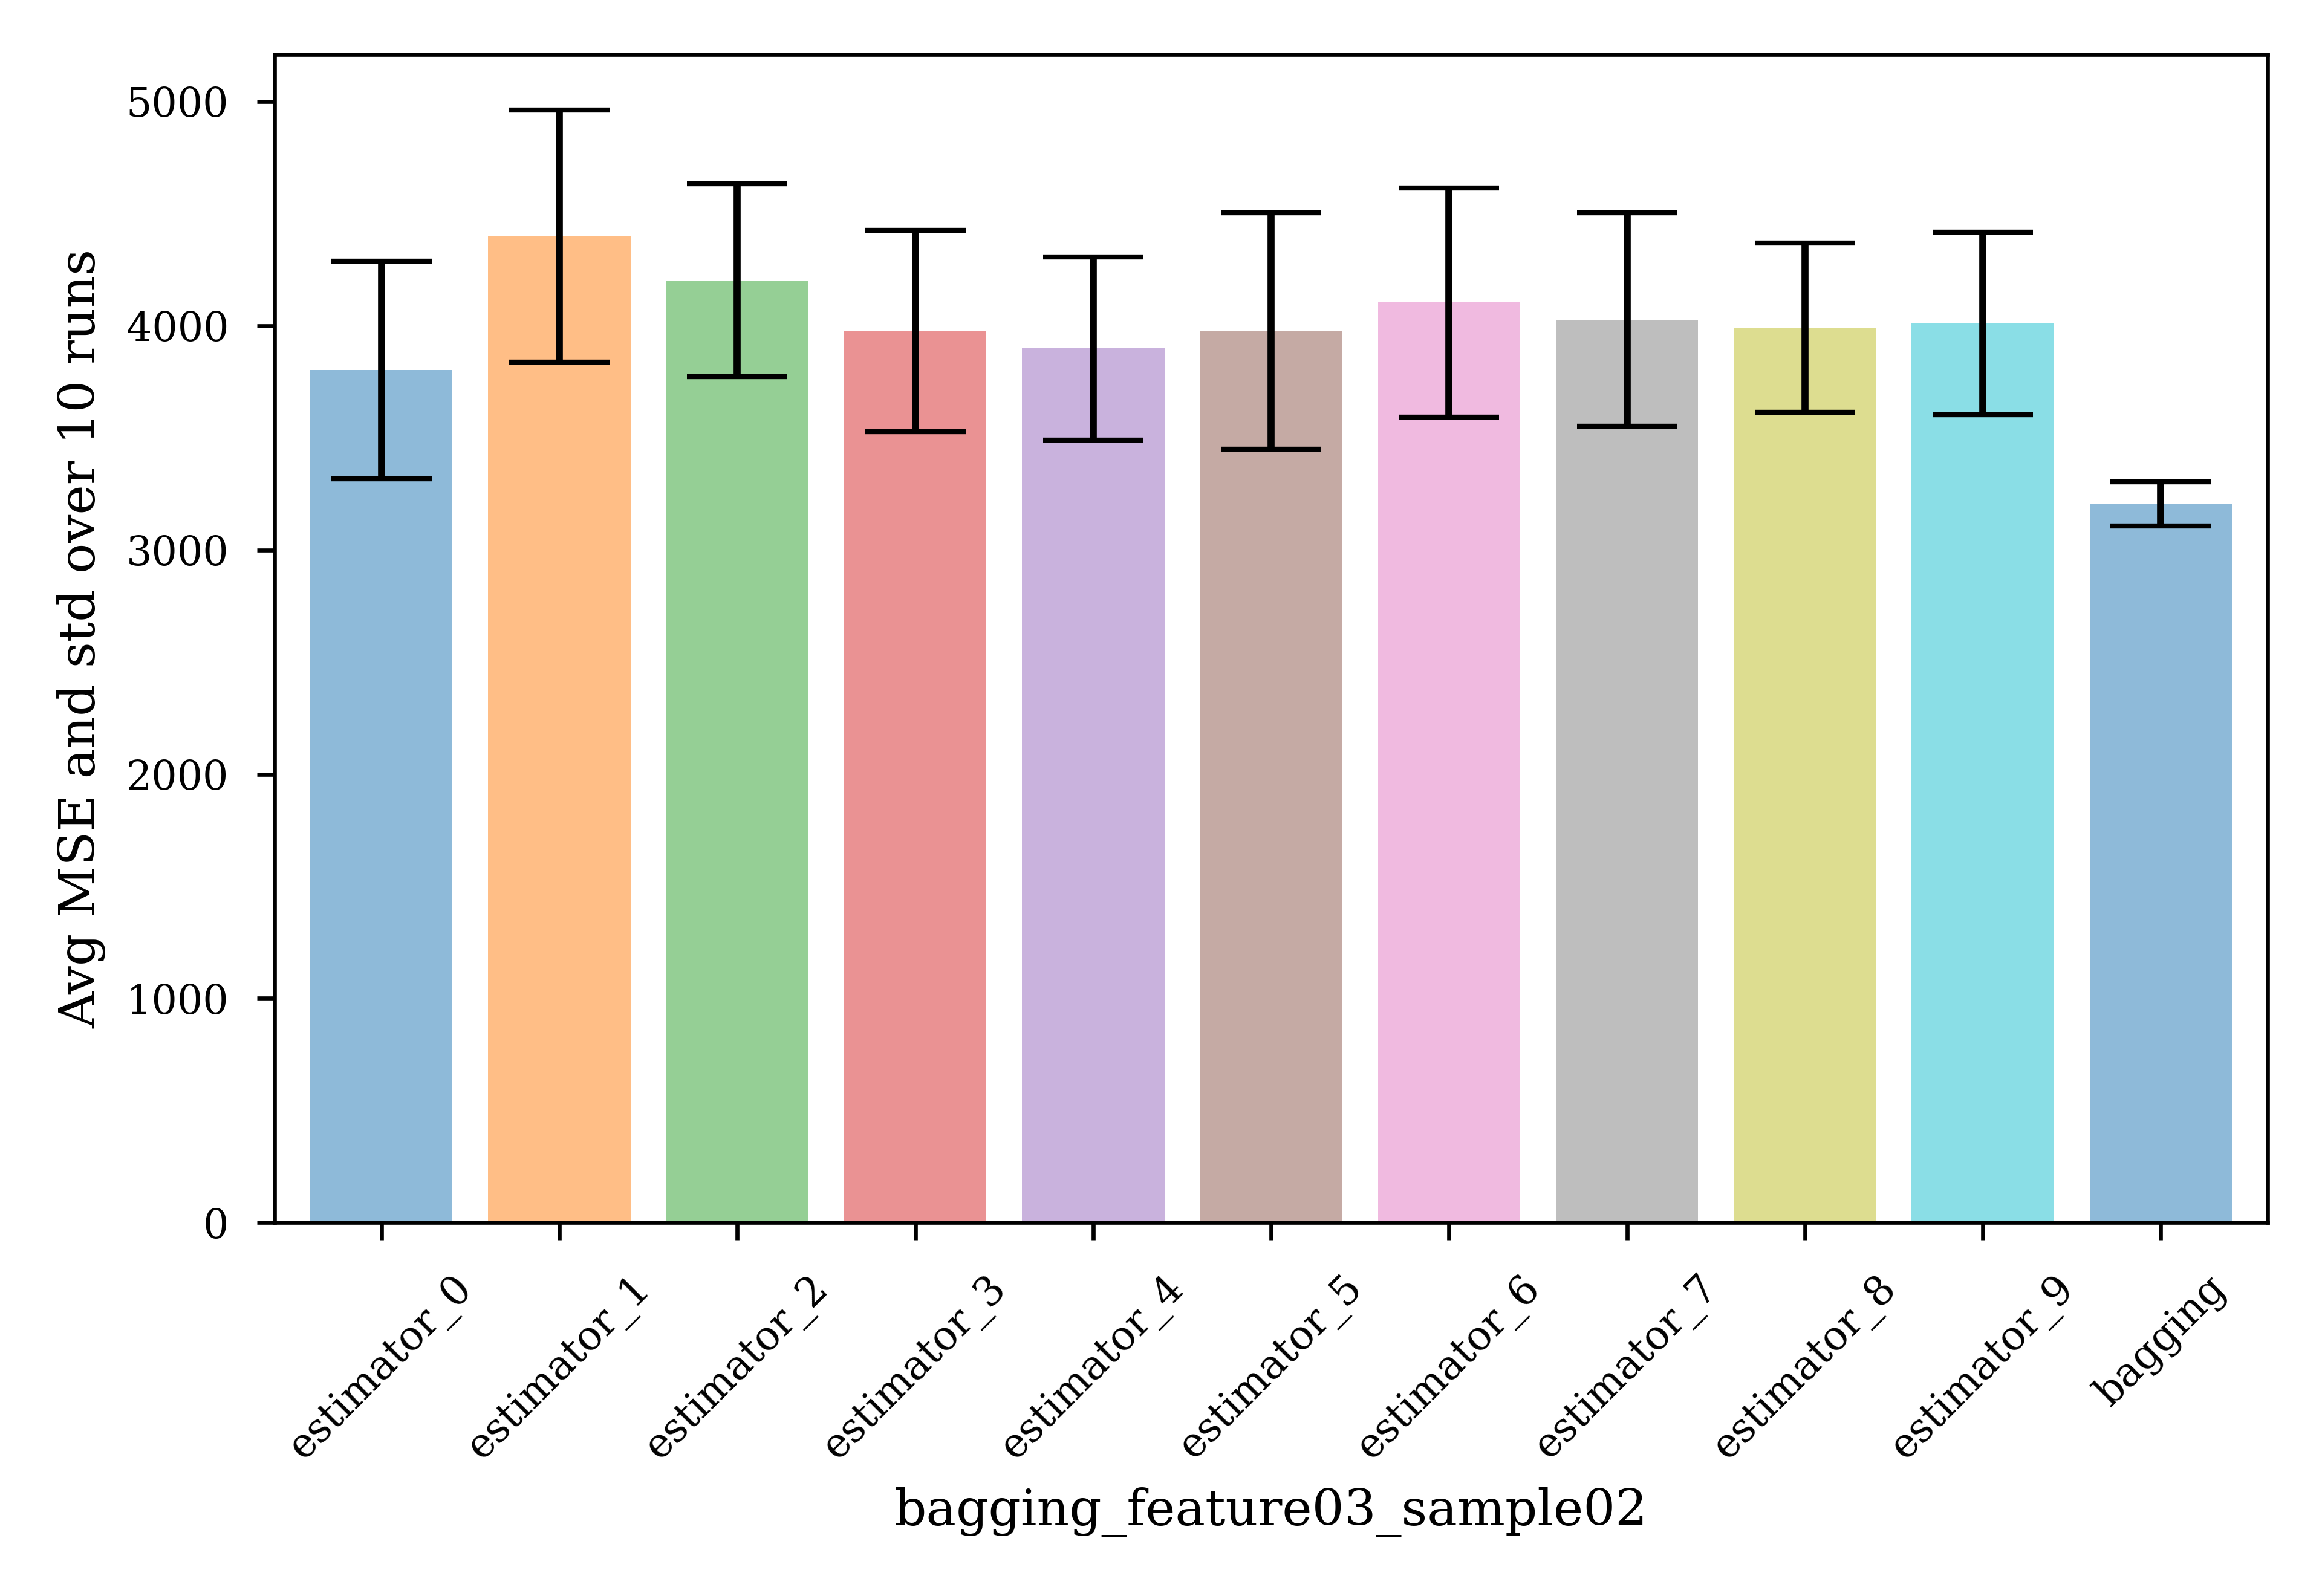 Avg MSE and std over 10 runs
5000
4000
3000
2000
1000
0
estimator_0
estimator_1
estimator_2
estimator_3
estimator_4
estimator_5
estimator_6
estimator_7
estimator_8
estimator_9
bagging
bagging_feature03_sample02